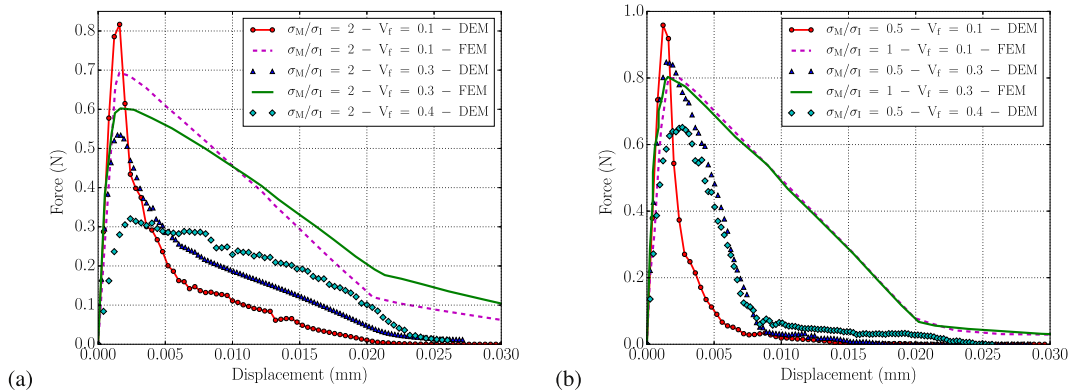 0.8
0.7
0.6
0.5
0.4
0.3
0.2
0.1
0.0
Force (N)
σM/σI = 2 − Vf = 0.1 − DEM
σM/σI = 2 − Vf = 0.1 − FEM
σM/σI = 2 − Vf = 0.3 − DEM
σM/σI = 2 − Vf = 0.3 − FEM
σM/σI = 2 − Vf = 0.4 − DEM
0.000 0.005 0.010 0.015 0.020 0.025 0.030
Displacement (mm)
(a)
1.0
0.8
0.6
0.4
0.2
0.0
Force (N)
σM/σI = 0.5 − Vf = 0.1 − DEM
σM/σI = 1 − Vf = 0.1 − FEM
σM/σI = 0.5 − Vf = 0.3 − DEM
σM/σI = 1 − Vf = 0.3 − FEM
σM/σI = 0.5 − Vf = 0.4 − DEM
0.000 0.005 0.010 0.015 0.020 0.025 0.030
Displacement (mm)
(b)